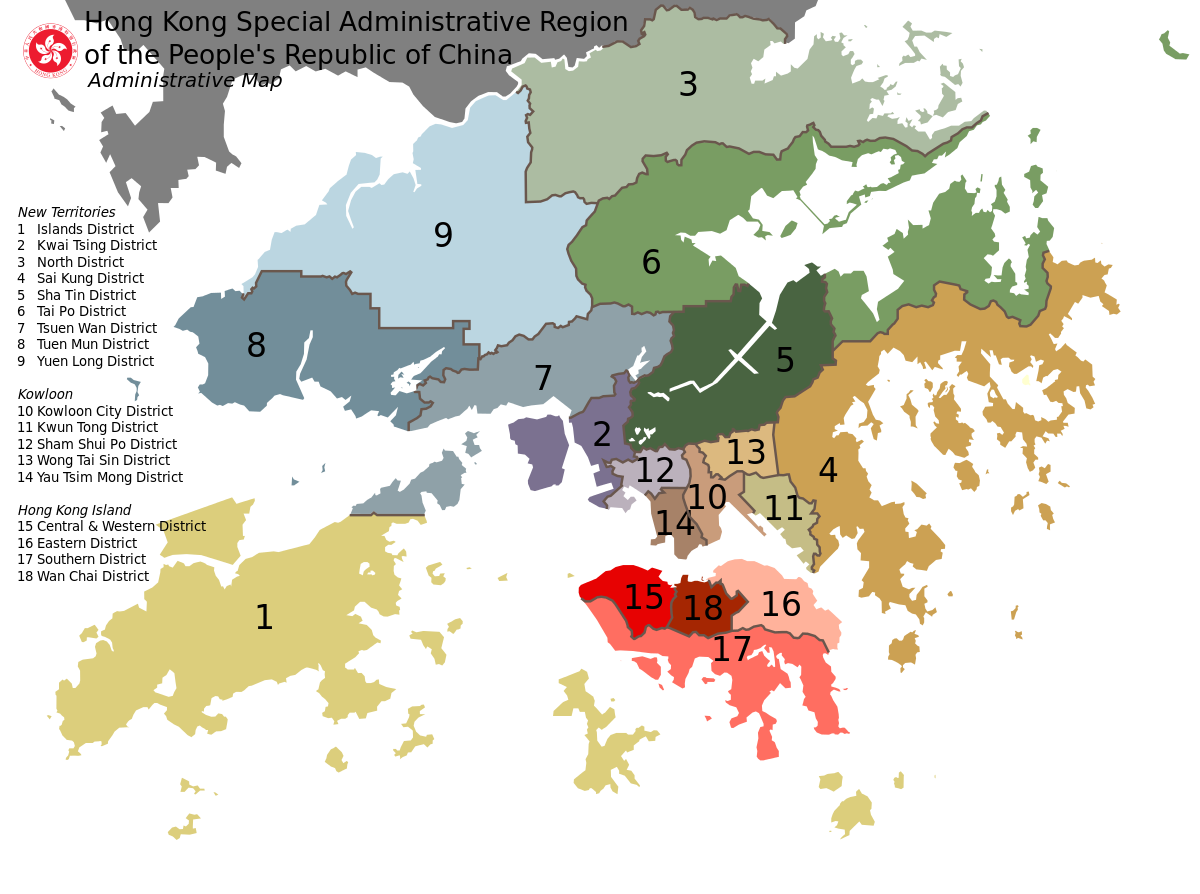 Hong Kong Special Administrative Region
of the People's Republic of China
Administrative Map
New Territories
1 Islands District
2 Kwai Tsing District
3 North District
4 Sai Kung District
5 Sha Tin District
6 Tai Po District
7 Tsuen Wan District
8 Tuen Mun District
9 Yuen Long District
Kowloon
10 Kowloon City District
11 Kwun Tong District
12 Sham Shui Po District
13 Wong Tai Sin District
14 Yau Tsim Mong District
Hong Kong Island
15 Central & Western District
16 Eastern District
17 Southern District
18 Wan Chai District
3
9
6
8
5
7
2
13
12
4
10
11
14
15
18
16
1
17